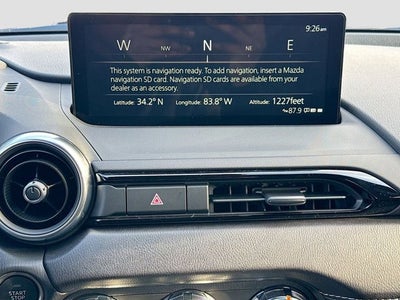 9:26am
W NW N NE E
This system is navigation ready. To add navigation, insert a Mazda
navigation SD card. Navigation SD cards are available from your
dealer as an accessory.
Latitude: 34.2° N Longitude: 83.8° W Altitude: 1227feet
87.9
START
STOP